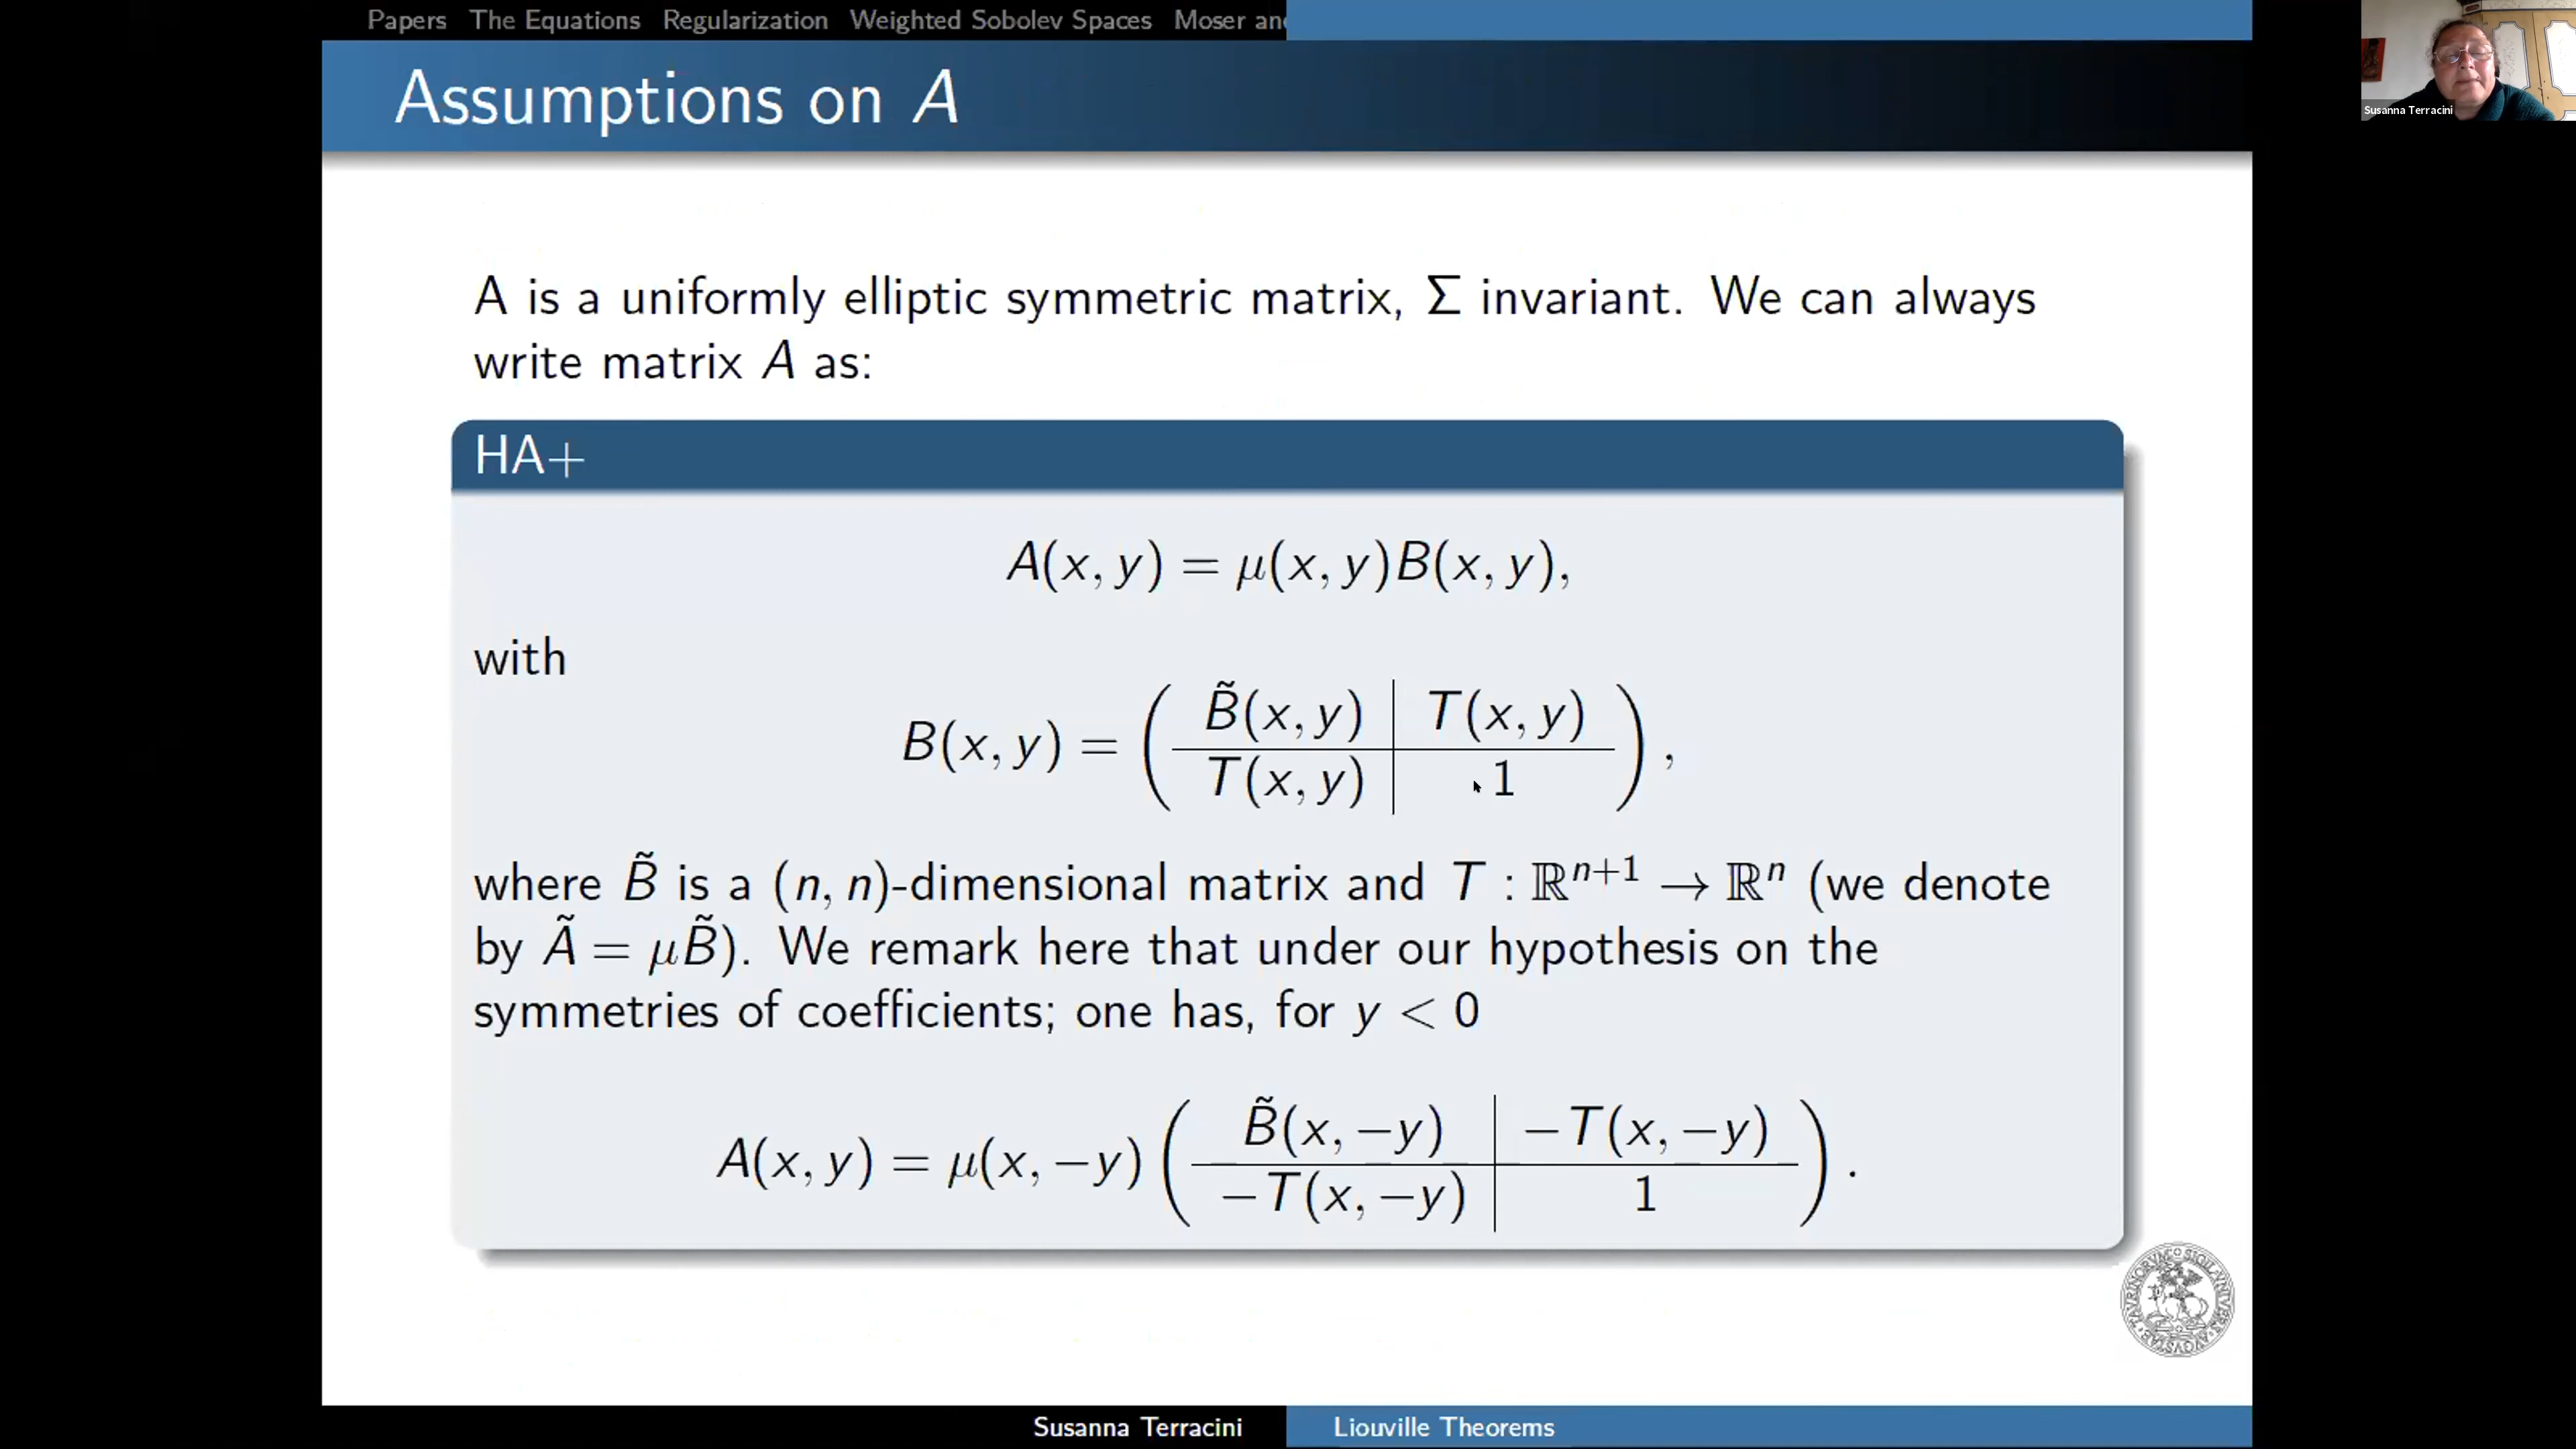 Papers The Equations Regularization Weighted Sobolev Spaces Moser an
Susanna Terracini
Assumptions on A
A is a uniformly elliptic symmetric matrix, Σ invariant. We can always
write matrix A as:
HA+
A(x, y) = μ(x, y)B(x, y),
with
B(x, y) = ( B̃(x, y) | T(x, y)
T(x, y) | 1 ) ,
where B̃ is a (n, n)-dimensional matrix and T : ℝⁿ⁺¹ → ℝⁿ (we denote
by Ã = μB̃). We remark here that under our hypothesis on the
symmetries of coefficients; one has, for y < 0
A(x, y) = μ(x, −y) ( B̃(x, −y) | −T(x, −y)
−T(x, −y) | 1 ) .
Susanna Terracini Liouville Theorems